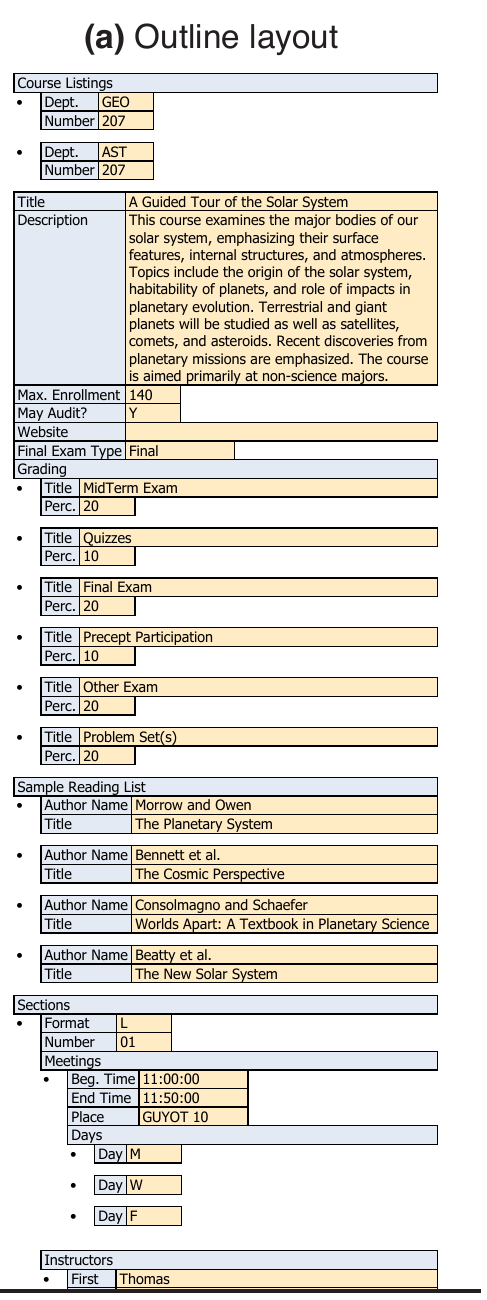 (a) Outline layout
Course Listings
• Dept. GEO
Number 207
• Dept. AST
Number 207
Title A Guided Tour of the Solar System
Description This course examines the major bodies of our
solar system, emphasizing their surface
features, internal structures, and atmospheres.
Topics include the origin of the solar system,
habitability of planets, and role of impacts in
planetary evolution. Terrestrial and giant
planets will be studied as well as satellites,
comets, and asteroids. Recent discoveries from
planetary missions are emphasized. The course
is aimed primarily at non-science majors.
Max. Enrollment 140
May Audit? Y
Website
Final Exam Type Final
Grading
• Title MidTerm Exam
Perc. 20
• Title Quizzes
Perc. 10
• Title Final Exam
Perc. 20
• Title Precept Participation
Perc. 10
• Title Other Exam
Perc. 20
• Title Problem Set(s)
Perc. 20
Sample Reading List
• Author Name Morrow and Owen
Title The Planetary System
• Author Name Bennett et al.
Title The Cosmic Perspective
• Author Name Consolmagno and Schaefer
Title Worlds Apart: A Textbook in Planetary Science
• Author Name Beatty et al.
Title The New Solar System
Sections
• Format L
Number 01
Meetings
• Beg. Time 11:00:00
End Time 11:50:00
Place GUYOT 10
Days
• Day M
• Day W
• Day F
Instructors
• First Thomas